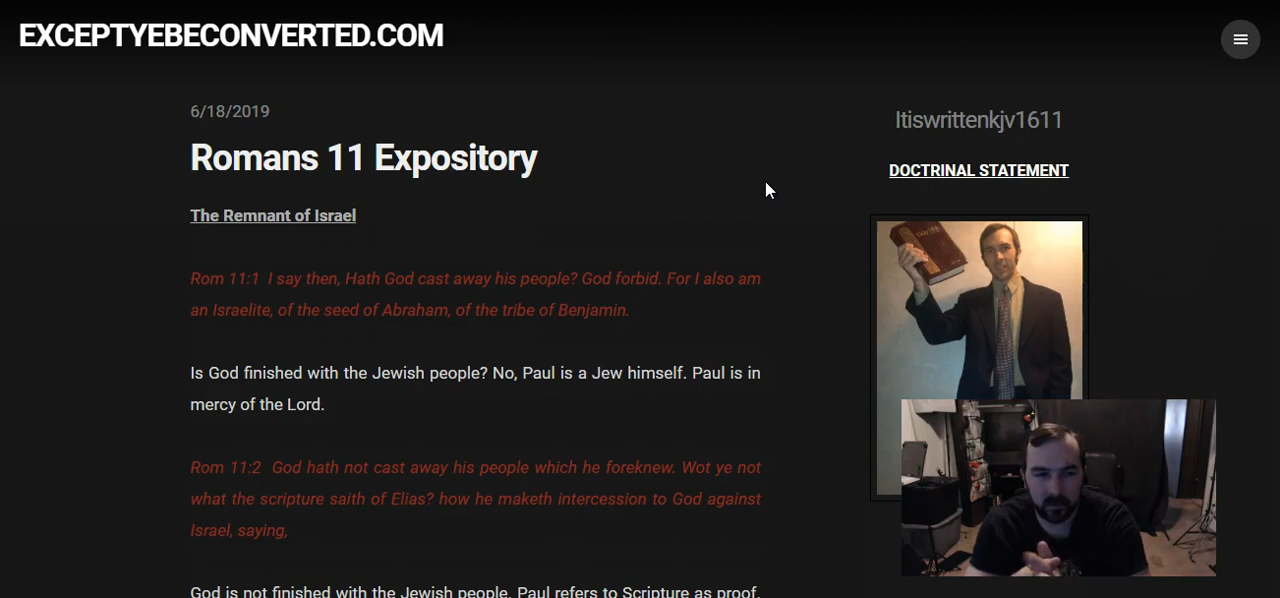 EXCEPTYEBECONVERTED.COM
6/18/2019
Romans 11 Expository
The Remnant of Israel
Rom 11:1 I say then, Hath God cast away his people? God forbid. For I also am
an Israelite, of the seed of Abraham, of the tribe of Benjamin.
Is God finished with the Jewish people? No, Paul is a Jew himself. Paul is in
mercy of the Lord.
Rom 11:2 God hath not cast away his people which he foreknew. Wot ye not
what the scripture saith of Elias? how he maketh intercession to God against
Israel, saying,
God is not finished with the Jewish people. Paul refers to Scripture as proof.
Itiswrittenkjv1611
DOCTRINAL STATEMENT